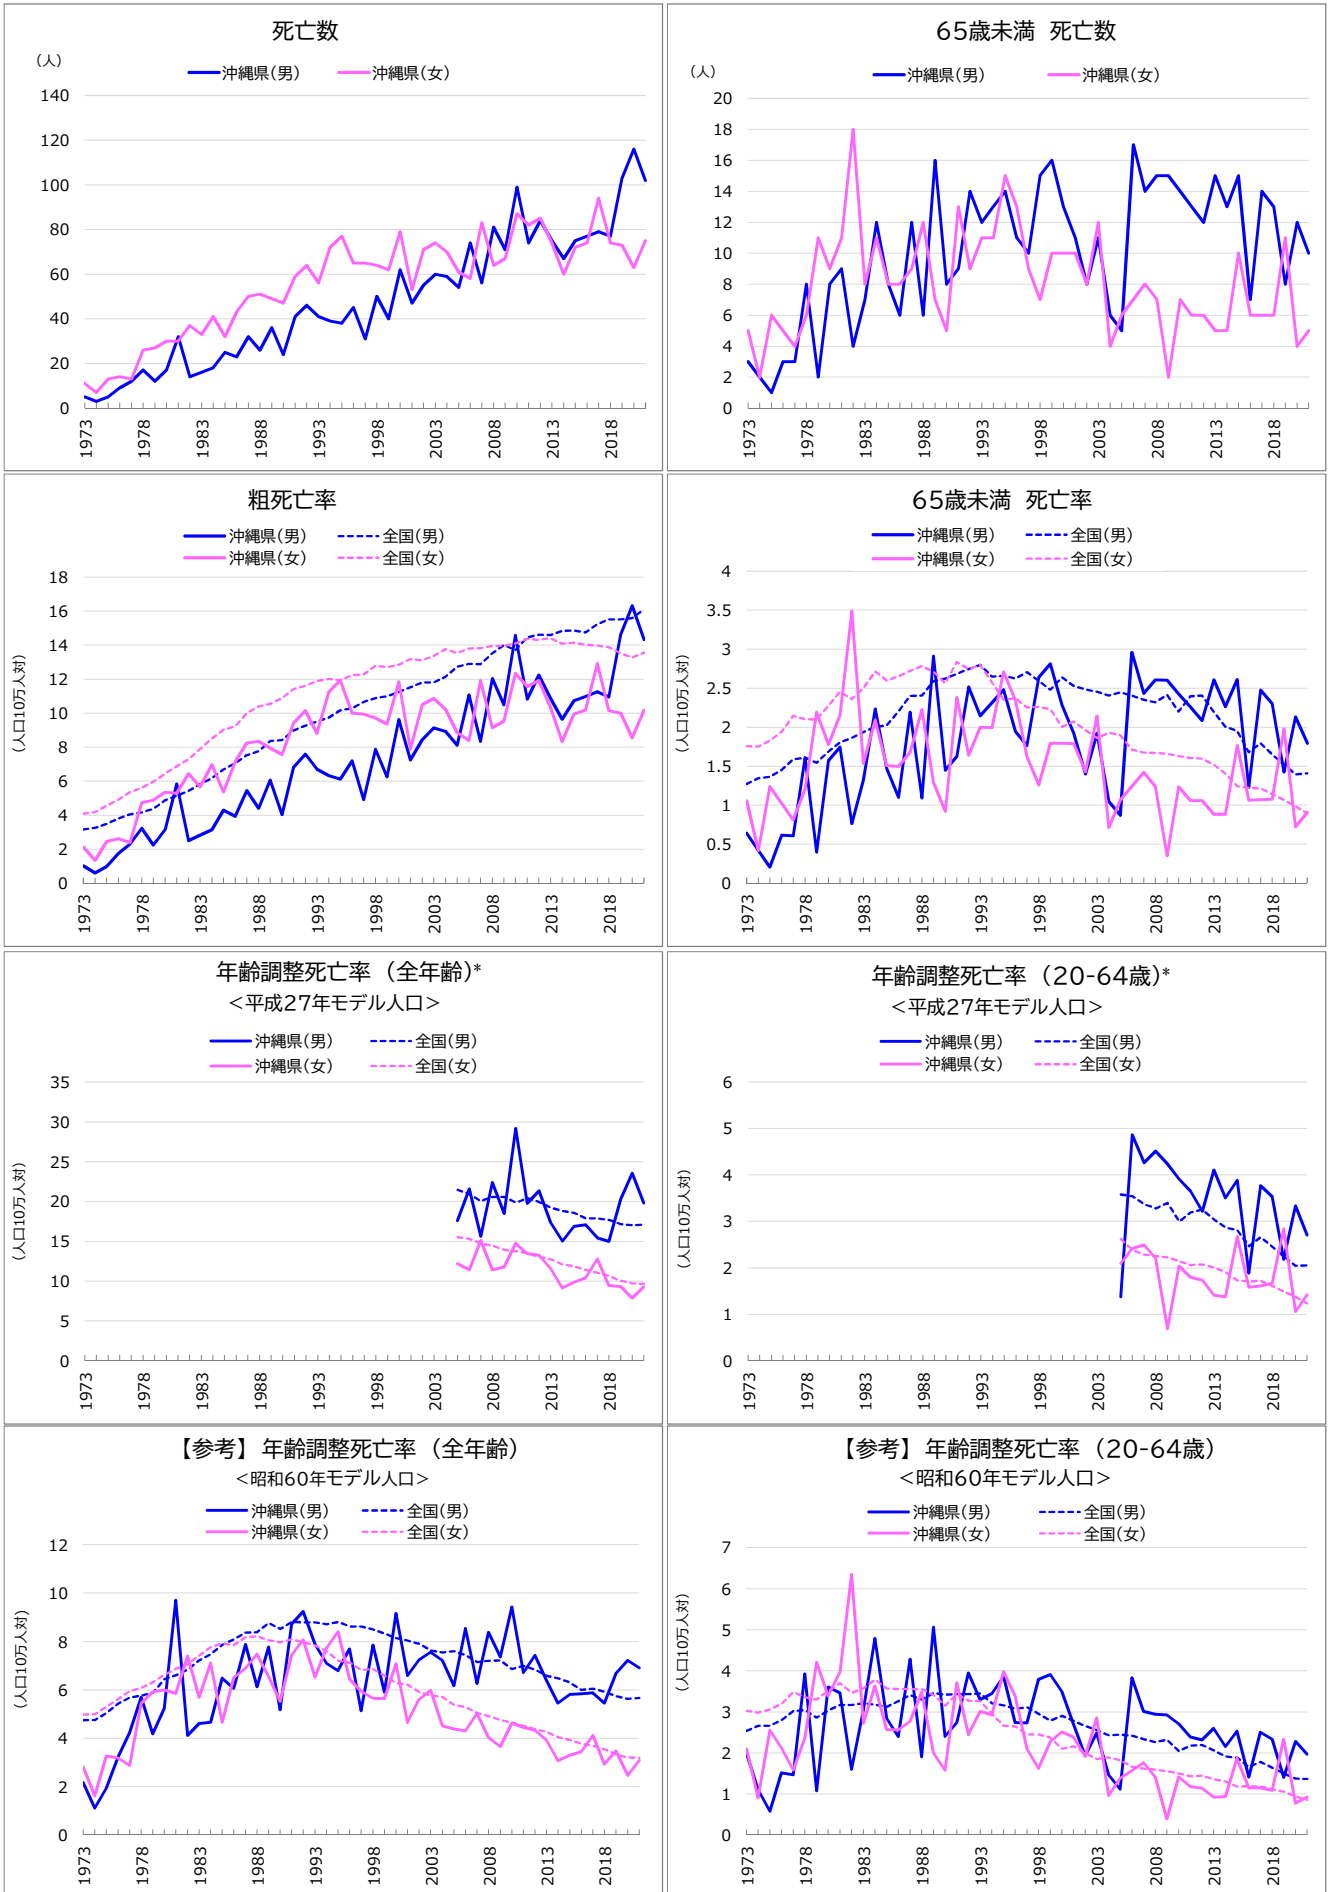 死亡数
（人）
沖縄県（男） 沖縄県（女）
140
120
100
80
60
40
20
0
1973 1978 1983 1988 1993 1998 2003 2008 2013 2018
65歳未満 死亡数
（人）
沖縄県（男） 沖縄県（女）
20
18
16
14
12
10
8
6
4
2
0
1973 1978 1983 1988 1993 1998 2003 2008 2013 2018
粗死亡率
沖縄県（男） 全国（男）
沖縄県（女） 全国（女）
（人口10万人対）
18
16
14
12
10
8
6
4
2
0
1973 1978 1983 1988 1993 1998 2003 2008 2013 2018
65歳未満 死亡率
沖縄県（男） 全国（男）
沖縄県（女） 全国（女）
（人口10万人対）
4
3.5
3
2.5
2
1.5
1
0.5
0
1973 1978 1983 1988 1993 1998 2003 2008 2013 2018
年齢調整死亡率（全年齢）*
＜平成27年モデル人口＞
沖縄県（男） 全国（男）
沖縄県（女） 全国（女）
（人口10万人対）
35
30
25
20
15
10
5
0
1973 1978 1983 1988 1993 1998 2003 2008 2013 2018
年齢調整死亡率（20-64歳）*
＜平成27年モデル人口＞
沖縄県（男） 全国（男）
沖縄県（女） 全国（女）
（人口10万人対）
6
5
4
3
2
1
0
1973 1978 1983 1988 1993 1998 2003 2008 2013 2018
【参考】年齢調整死亡率（全年齢）
＜昭和60年モデル人口＞
沖縄県（男） 全国（男）
沖縄県（女） 全国（女）
（人口10万人対）
12
10
8
6
4
2
0
1973 1978 1983 1988 1993 1998 2003 2008 2013 2018
【参考】年齢調整死亡率（20-64歳）
＜昭和60年モデル人口＞
沖縄県（男） 全国（男）
沖縄県（女） 全国（女）
（人口10万人対）
7
6
5
4
3
2
1
0
1973 1978 1983 1988 1993 1998 2003 2008 2013 2018